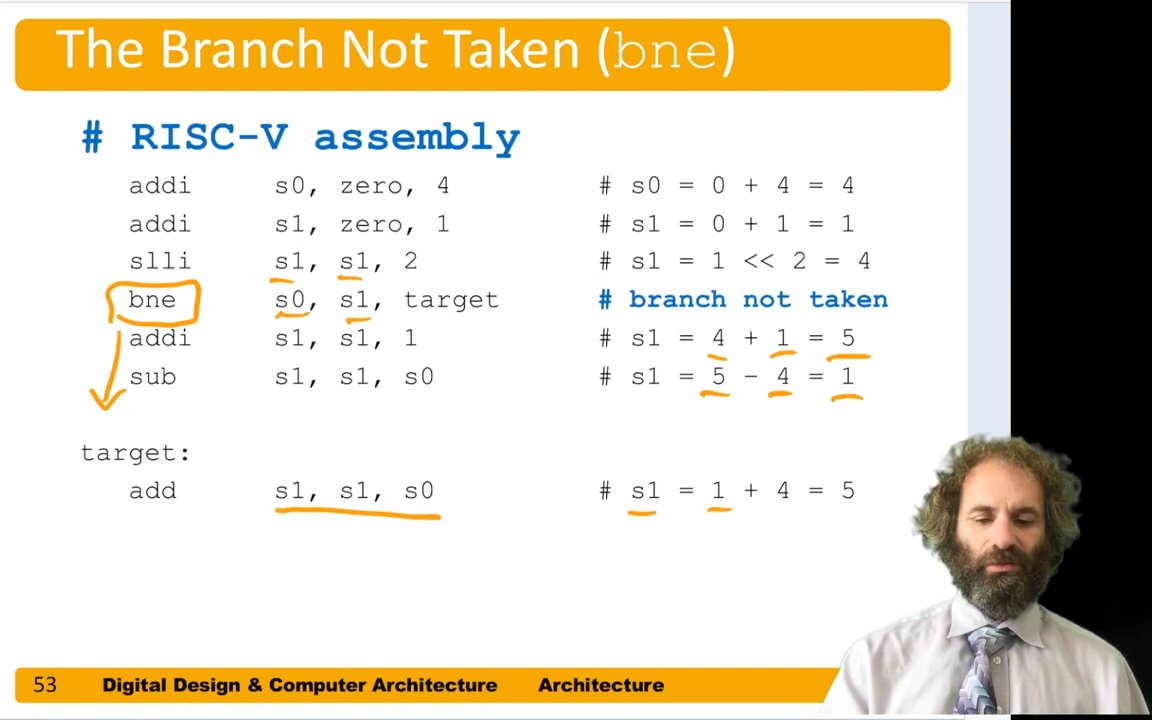 The Branch Not Taken (bne)
# RISC-V assembly
addi s0, zero, 4 # s0 = 0 + 4 = 4
addi s1, zero, 1 # s1 = 0 + 1 = 1
slli s1, s1, 2 # s1 = 1 << 2 = 4
bne s0, s1, target # branch not taken
addi s1, s1, 1 # s1 = 4 + 1 = 5
sub s1, s1, s0 # s1 = 5 - 4 = 1
target:
add s1, s1, s0 # s1 = 1 + 4 = 5
53 Digital Design & Computer Architecture Architecture